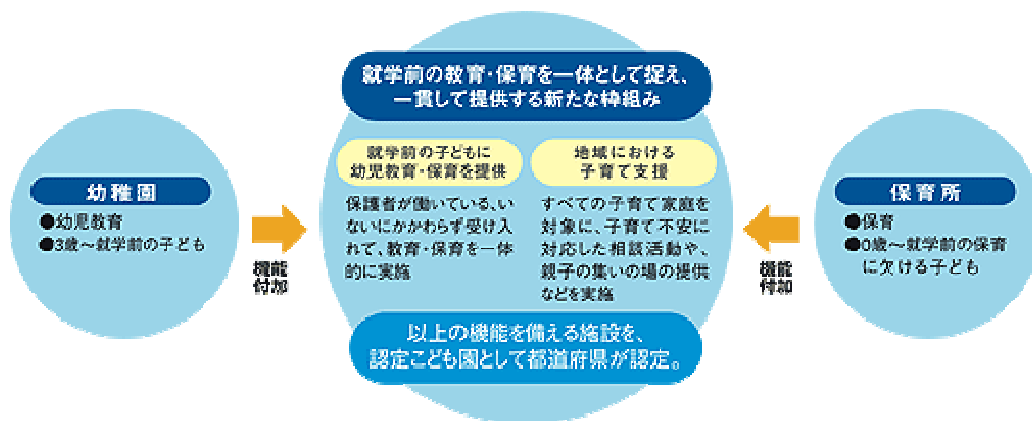 就学前の教育・保育を一体として捉え、
一貫して提供する新たな枠組み
幼稚園
●幼児教育
●3歳～就学前の子ども
機能
付加
就学前の子どもに
幼児教育・保育を提供
保護者が働いている、い
ないにかかわらず受け入
れて、教育・保育を一体
的に実施
地域における
子育て支援
すべての子育て家庭を
対象に、子育て不安に
対応した相談活動や、
親子の集いの場の提供
などを実施
以上の機能を備える施設を、
認定こども園として都道府県が認定。
機能
付加
保育所
●保育
●0歳～就学前の保育
に欠ける子ども